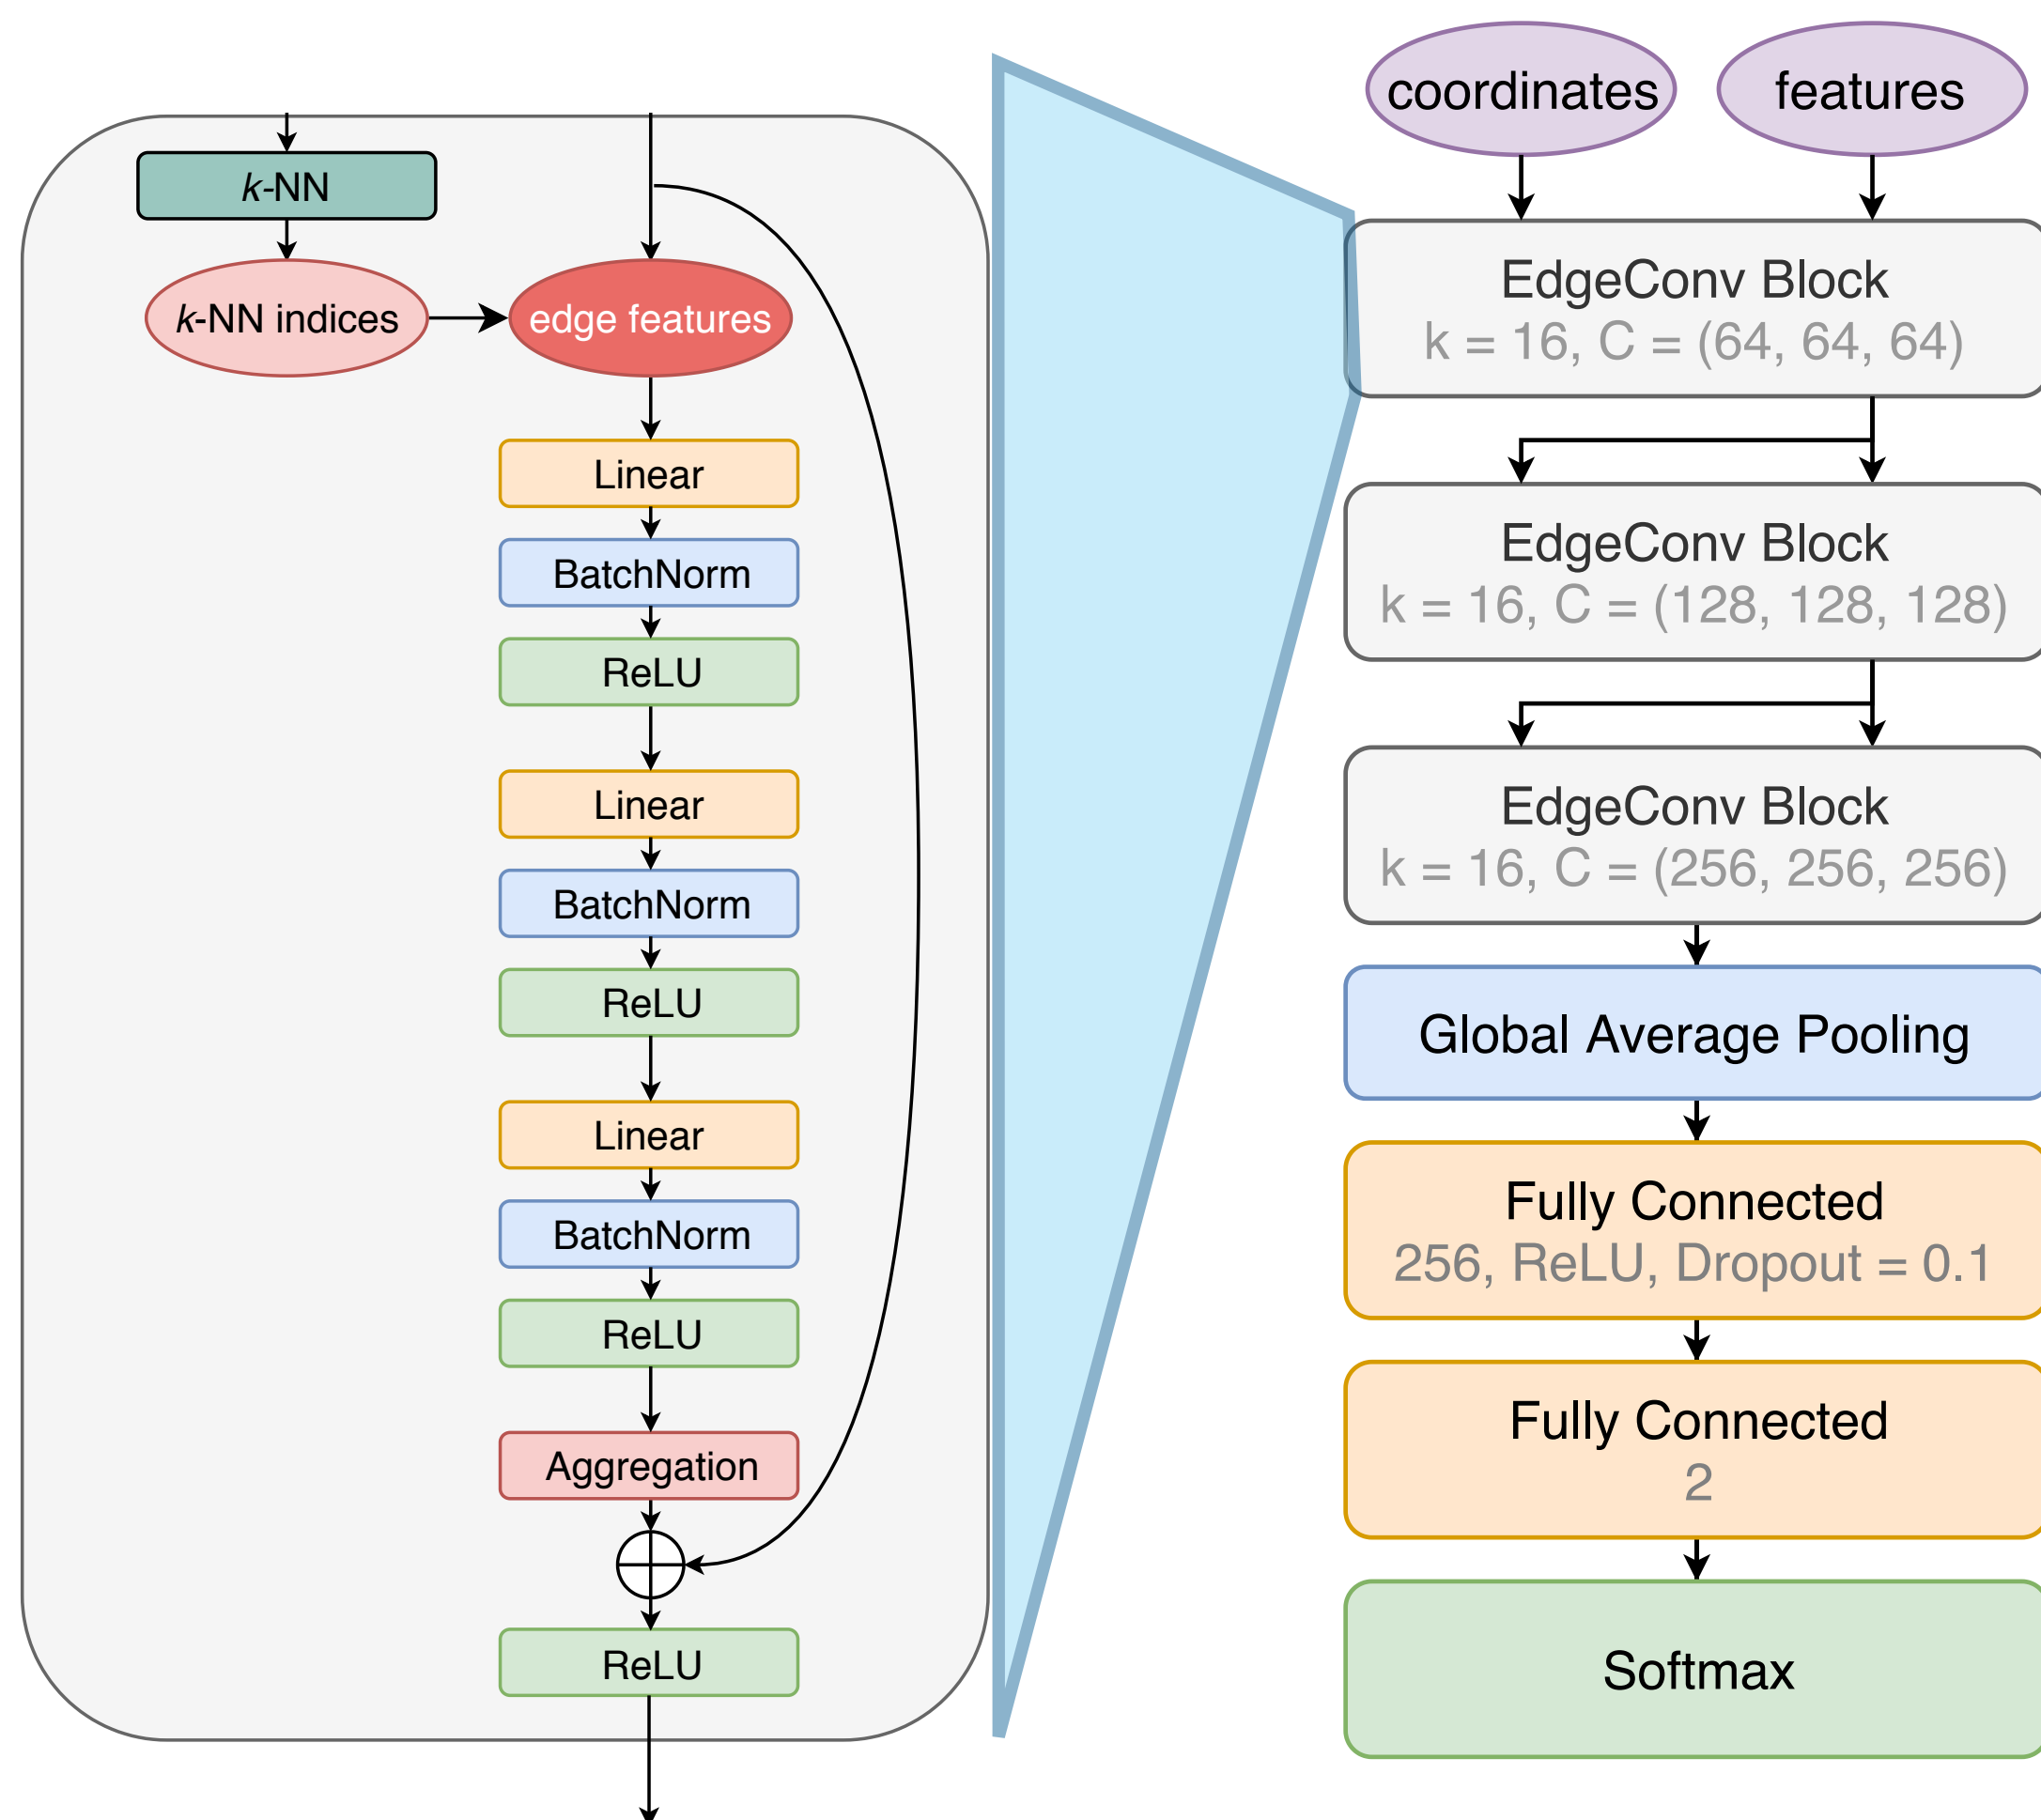 k-NN
k-NN indices
edge features
Linear
BatchNorm
ReLU
Linear
BatchNorm
ReLU
Linear
BatchNorm
ReLU
Aggregation
ReLU
coordinates
features
EdgeConv Block
k = 16, C = (64, 64, 64)
EdgeConv Block
k = 16, C = (128, 128, 128)
EdgeConv Block
k = 16, C = (256, 256, 256)
Global Average Pooling
Fully Connected
256, ReLU, Dropout = 0.1
Fully Connected
2
Softmax